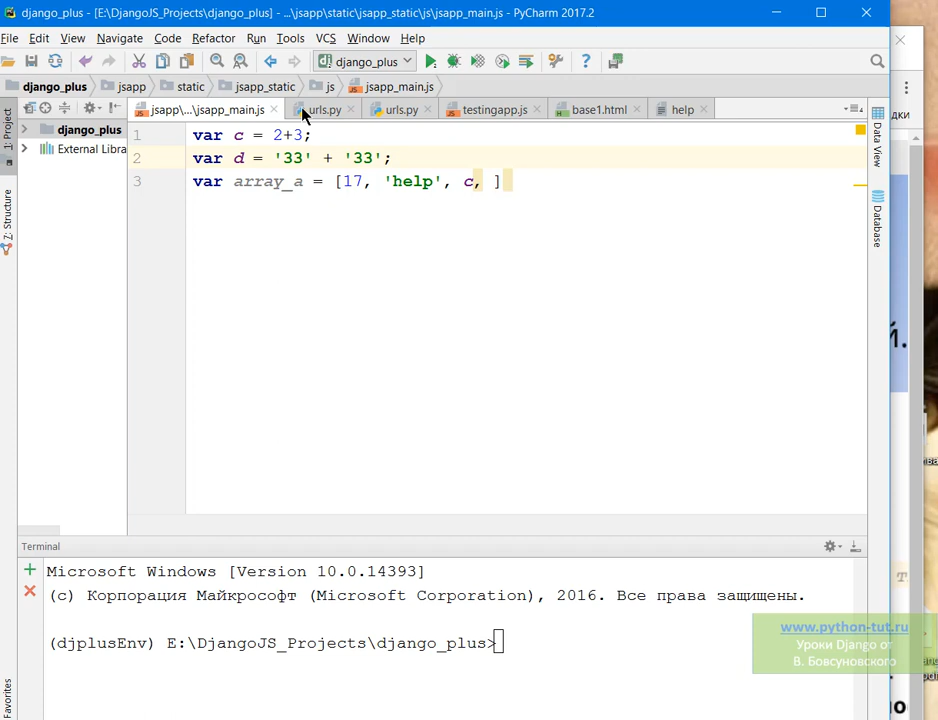 django_plus - [E:\DjangoJS_Projects\django_plus] - ...\jsapp\static\jsapp_static\js\jsapp_main.js - PyCharm 2017.2
File Edit View Navigate Code Refactor Run Tools VCS Window Help
django_plus
django_plus jsapp static jsapp_static js jsapp_main.js
jsapp\...\jsapp_main.js urls.py urls.py testingapp.js base1.html help
дки
1: Project
django_plus
External Libra
Z: Structure
Favorites
1 var c = 2+3;
2 var d = '33' + '33';
3 var array_a = [17, 'help', c, ]
Data View
Database
й.
Terminal
Microsoft Windows [Version 10.0.14393]
(c) Корпорация Майкрософт (Microsoft Corporation), 2016. Все права защищены.
(djplusEnv) E:\DjangoJS_Projects\django_plus>
www.python-tut.ru
Уроки Django от
В. Бовсуновского